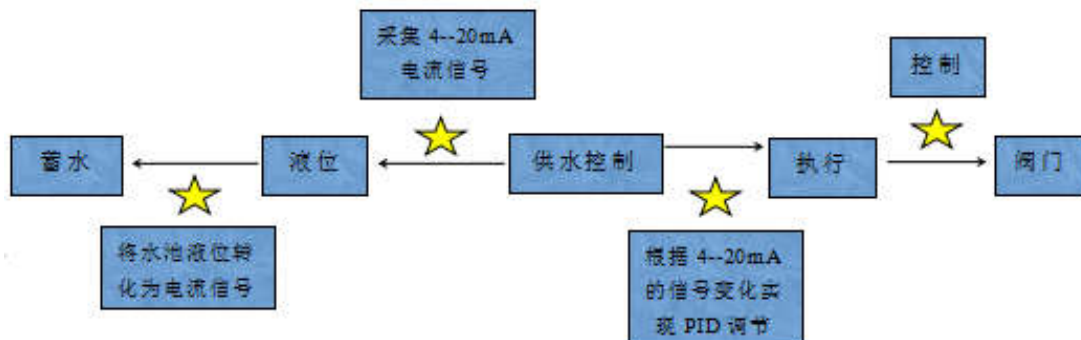 采集 4--20mA
电流信号
控制
蓄水
液位
供水控制
执行
阀门
将水池液位转
化为电流信号
根据 4--20mA
的信号变化实
现 PID 调节